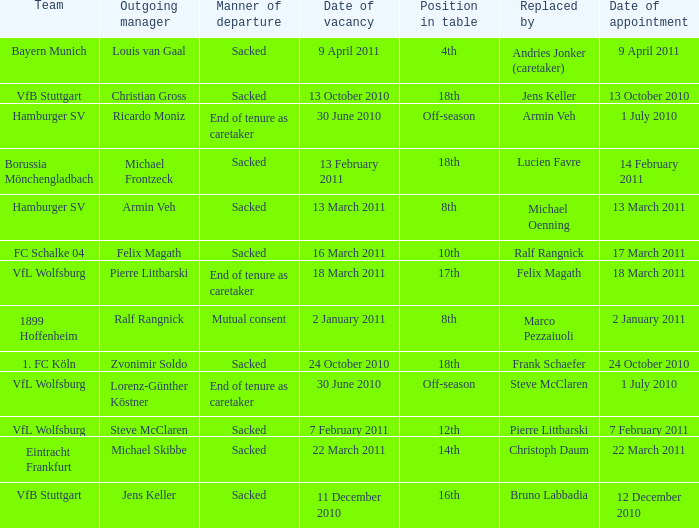 Team Outgoing manager Manner of departure Date of vacancy Position in table Replaced by Date of appointment
Bayern Munich Louis van Gaal Sacked 9 April 2011 4th Andries Jonker (caretaker) 9 April 2011
VfB Stuttgart Christian Gross Sacked 13 October 2010 18th Jens Keller 13 October 2010
Hamburger SV Ricardo Moniz End of tenure as caretaker 30 June 2010 Off-season Armin Veh 1 July 2010
Borussia Mönchengladbach Michael Frontzeck Sacked 13 February 2011 18th Lucien Favre 14 February 2011
Hamburger SV Armin Veh Sacked 13 March 2011 8th Michael Oenning 13 March 2011
FC Schalke 04 Felix Magath Sacked 16 March 2011 10th Ralf Rangnick 17 March 2011
VfL Wolfsburg Pierre Littbarski End of tenure as caretaker 18 March 2011 17th Felix Magath 18 March 2011
1899 Hoffenheim Ralf Rangnick Mutual consent 2 January 2011 8th Marco Pezzaiuoli 2 January 2011
1. FC Köln Zvonimir Soldo Sacked 24 October 2010 18th Frank Schaefer 24 October 2010
VfL Wolfsburg Lorenz-Günther Köstner End of tenure as caretaker 30 June 2010 Off-season Steve McClaren 1 July 2010
VfL Wolfsburg Steve McClaren Sacked 7 February 2011 12th Pierre Littbarski 7 February 2011
Eintracht Frankfurt Michael Skibbe Sacked 22 March 2011 14th Christoph Daum 22 March 2011
VfB Stuttgart Jens Keller Sacked 11 December 2010 16th Bruno Labbadia 12 December 2010